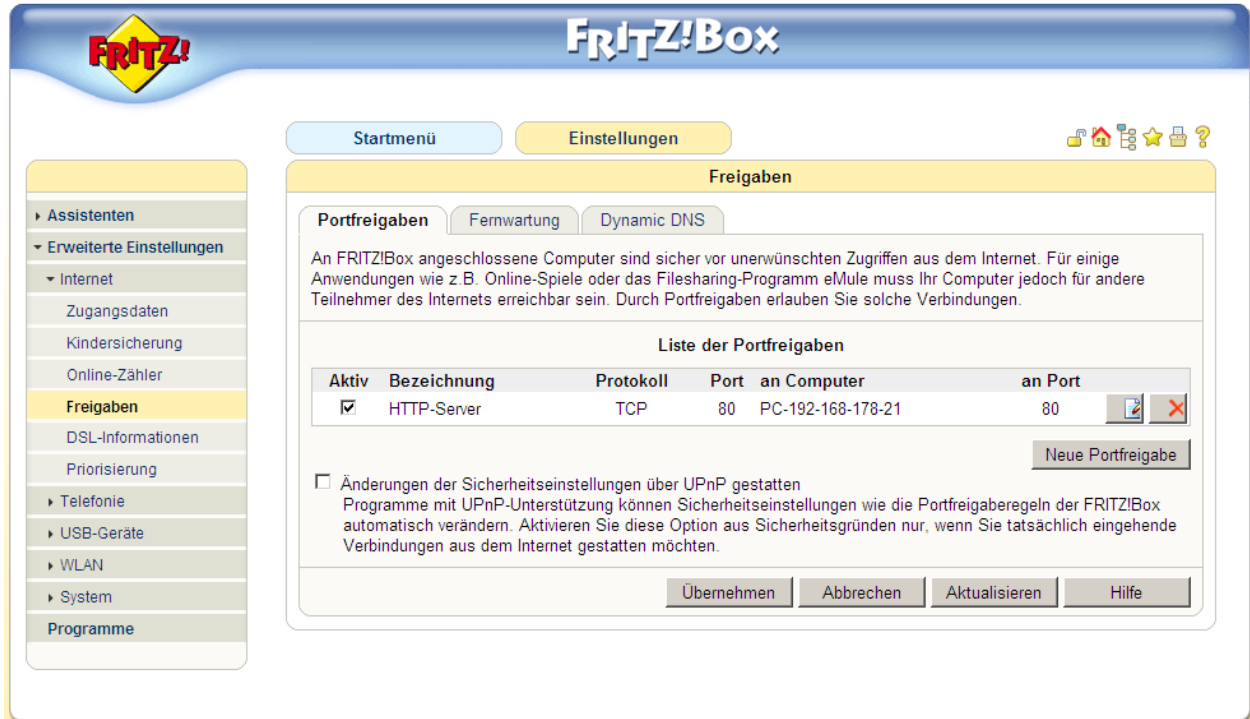 FRITZ!
FRITZ!Box
Startmenü
Einstellungen
?
Assistenten
Erweiterte Einstellungen
Internet
Zugangsdaten
Kindersicherung
Online-Zähler
Freigaben
DSL-Informationen
Priorisierung
Telefonie
USB-Geräte
WLAN
System
Programme
Freigaben
Portfreigaben
Fernwartung
Dynamic DNS
An FRITZ!Box angeschlossene Computer sind sicher vor unerwünschten Zugriffen aus dem Internet. Für einige
Anwendungen wie z.B. Online-Spiele oder das Filesharing-Programm eMule muss Ihr Computer jedoch für andere
Teilnehmer des Internets erreichbar sein. Durch Portfreigaben erlauben Sie solche Verbindungen.
Liste der Portfreigaben
Aktiv Bezeichnung Protokoll Port an Computer an Port
HTTP-Server TCP 80 PC-192-168-178-21 80
Neue Portfreigabe
Änderungen der Sicherheitseinstellungen über UPnP gestatten
Programme mit UPnP-Unterstützung können Sicherheitseinstellungen wie die Portfreigaberegeln der FRITZ!Box
automatisch verändern. Aktivieren Sie diese Option aus Sicherheitsgründen nur, wenn Sie tatsächlich eingehende
Verbindungen aus dem Internet gestatten möchten.
Übernehmen Abbrechen Aktualisieren Hilfe